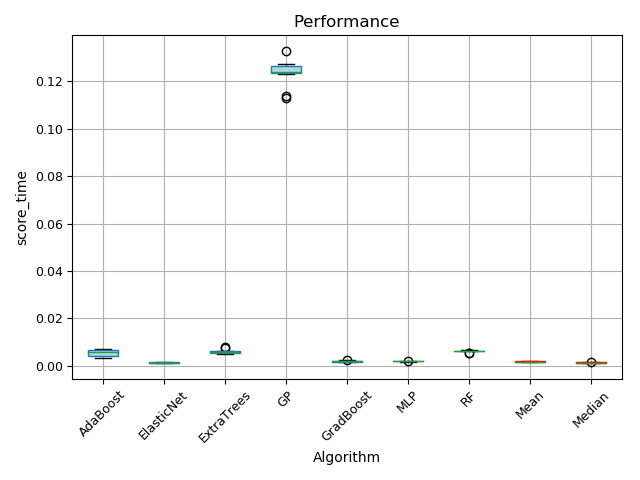 Performance
score_time
0.12
0.10
0.08
0.06
0.04
0.02
0.00
AdaBoost
ElasticNet
ExtraTrees
GP
GradBoost
MLP
RF
Mean
Median
Algorithm